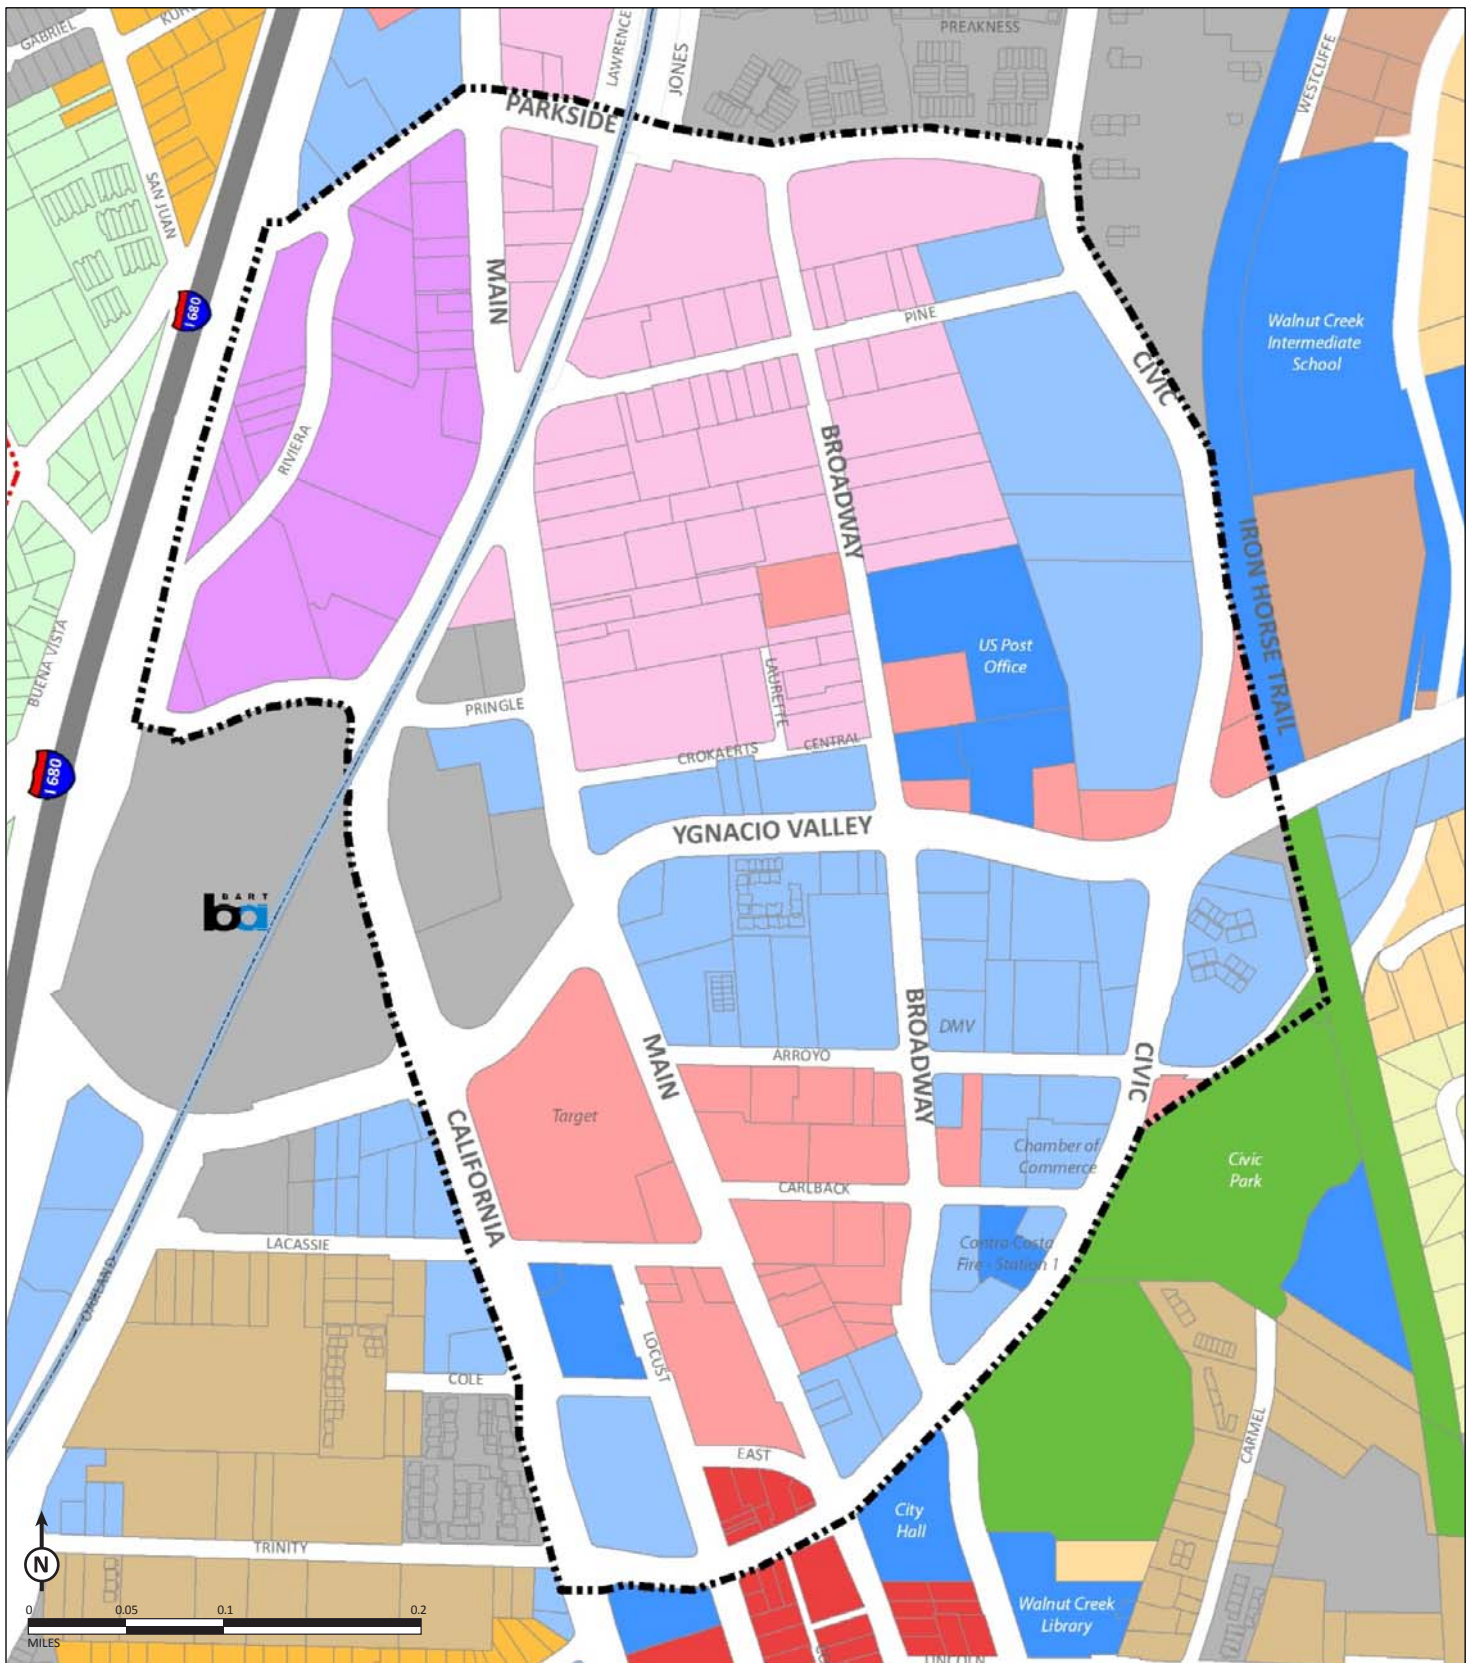 GABRIEL
LAWRENCE
JONES
PREAKNESS
WESTCLIFFE
PARKSIDE
SAN JUAN
MAIN
I 680
PINE
CIVIC
Walnut Creek
Intermediate
School
RIVIERA
BROADWAY
IRON HORSE TRAIL
BUENA VISTA
US Post
Office
LAURETTE
PRINGLE
CROKAERTS
CENTRAL
I 680
YGNACIO VALLEY
BART
ba
BROADWAY
DMV
MAIN
ARROYO
CIVIC
CALIFORNIA
Target
Chamber of
Commerce
Civic
Park
CARLBACK
LACASSIE
Contra Costa
Fire - Station 1
OAKLAND
LOCUST
COLE
CARMEL
EAST
City
Hall
TRINITY
N
0 0.05 0.1 0.2
MILES
Walnut Creek
Library
LINCOLN